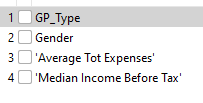 1 GP_Type
2 Gender
3 'Average Tot Expenses'
4 'Median Income Before Tax'